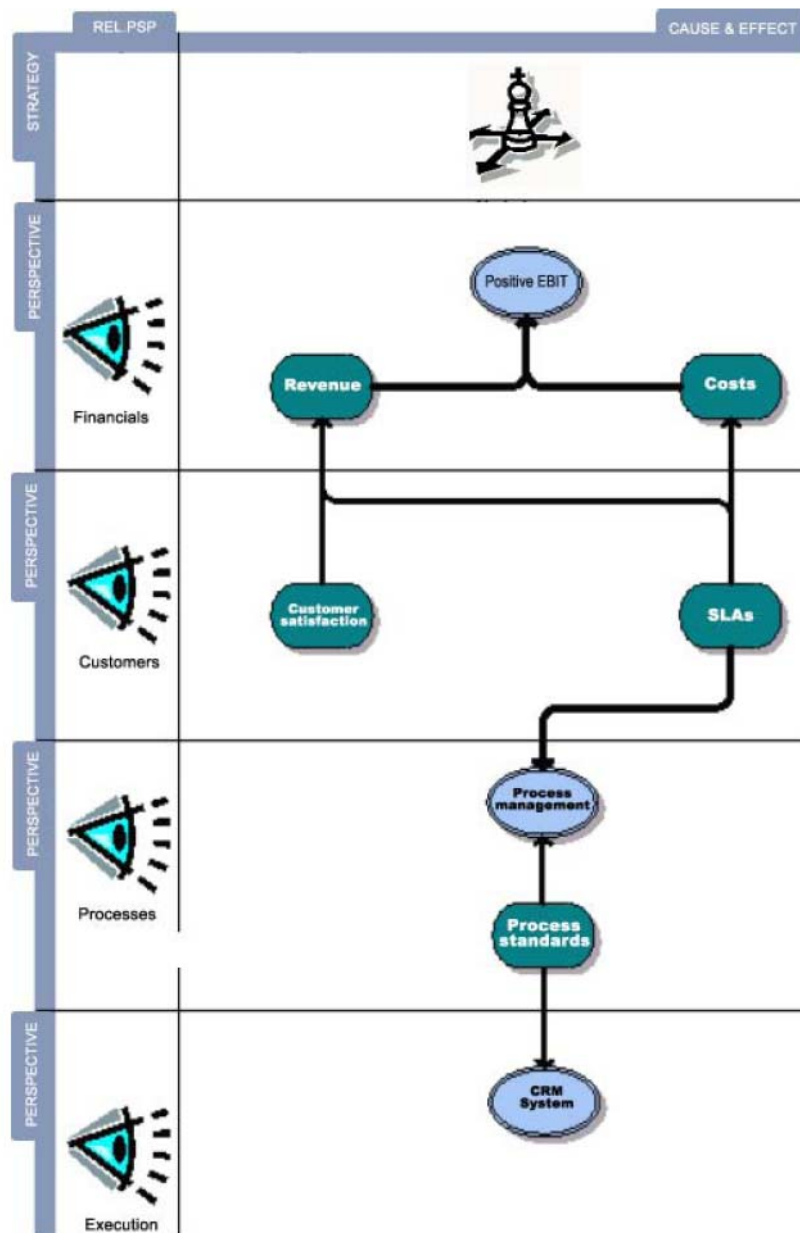 REL PSP
CAUSE & EFFECT
STRATEGY
PERSPECTIVE
Positive EBIT
Revenue
Costs
Financials
PERSPECTIVE
Customer
satisfaction
SLAs
Customers
PERSPECTIVE
Process
management
Processes
Process
standards
PERSPECTIVE
CRM
System
Execution